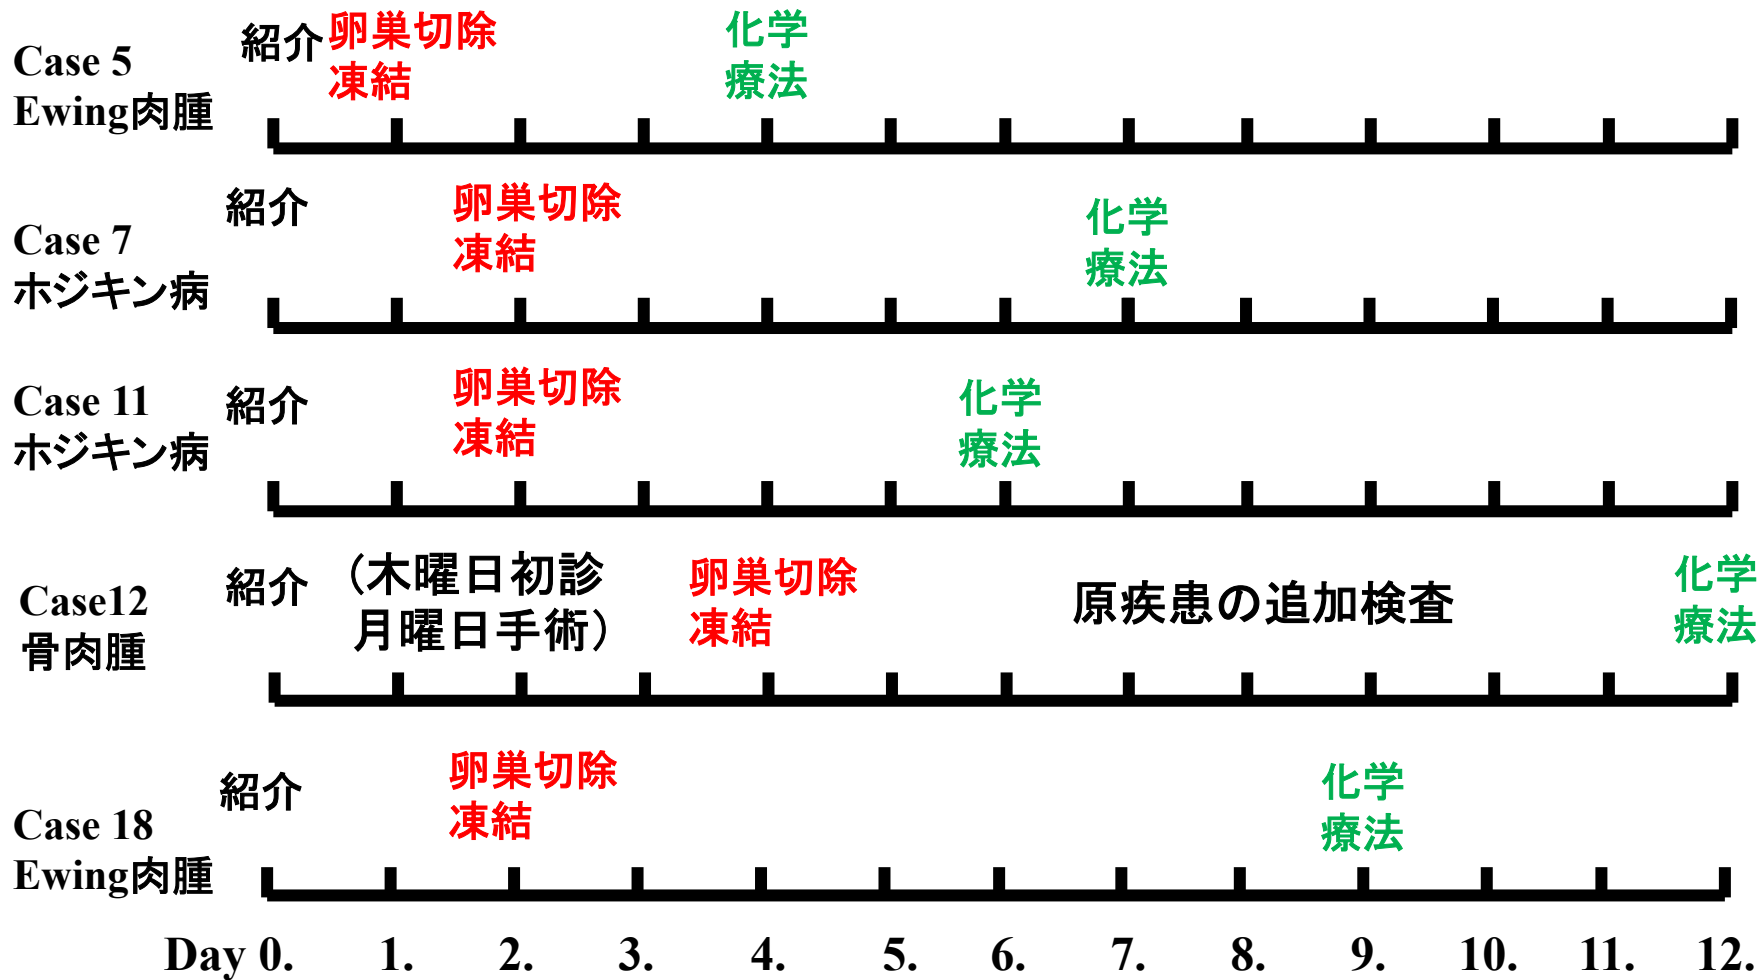 Case 5
Ewing肉腫
紹介
卵巣切除
凍結
化学
療法
Case 7
ホジキン病
紹介
卵巣切除
凍結
化学
療法
Case 11
ホジキン病
紹介
卵巣切除
凍結
化学
療法
Case12
骨肉腫
紹介
（木曜日初診
月曜日手術）
卵巣切除
凍結
原疾患の追加検査
化学
療法
Case 18
Ewing肉腫
紹介
卵巣切除
凍結
化学
療法
Day 0. 1. 2. 3. 4. 5. 6. 7. 8. 9. 10. 11. 12.